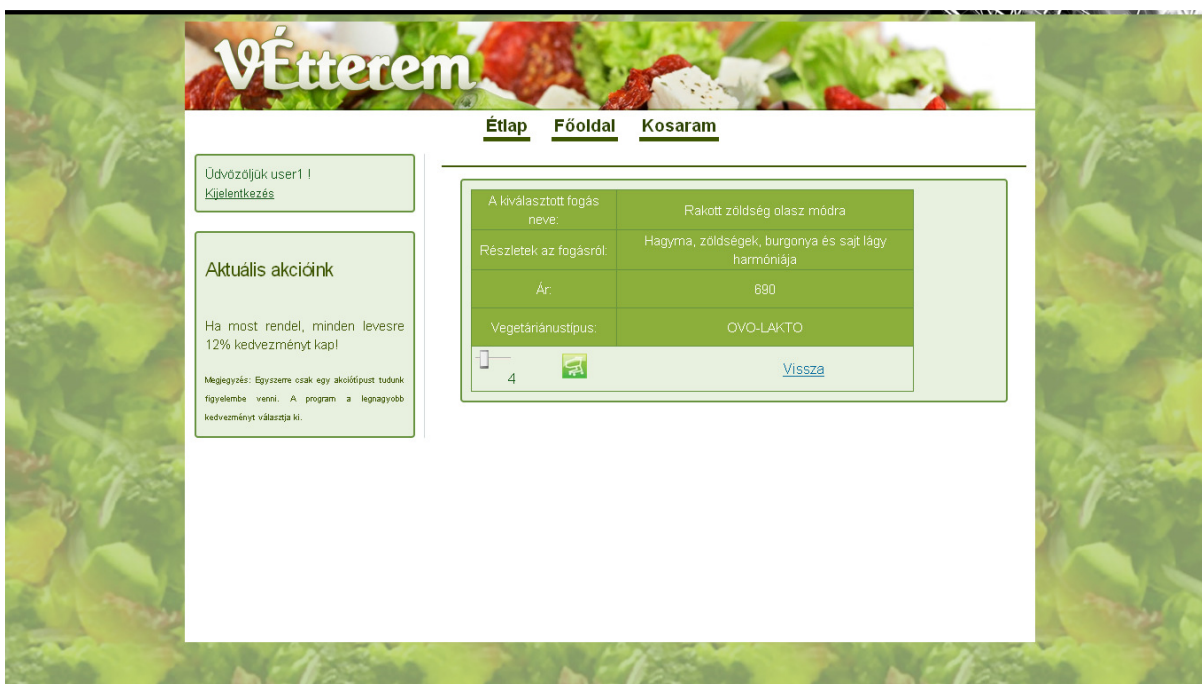 VÉtterem
Étlap Főoldal Kosaram
Üdvözöljük user1 !
Kijelentkezés
Aktuális akcióink
Ha most rendel, minden levesre
12% kedvezményt kap!
Megjegyzés: Egyszerre csak egy akciótípust tudunk
figyelembe venni. A program a legnagyobb
kedvezményt választja ki.
A kiválasztott fogás
neve:
Rakott zöldség olasz módra
Részletek az fogásról:
Hagyma, zöldségek, burgonya és sajt lágy
harmóniája
Ár:
690
Vegetáriánustípus:
OVO-LAKTO
4
Vissza